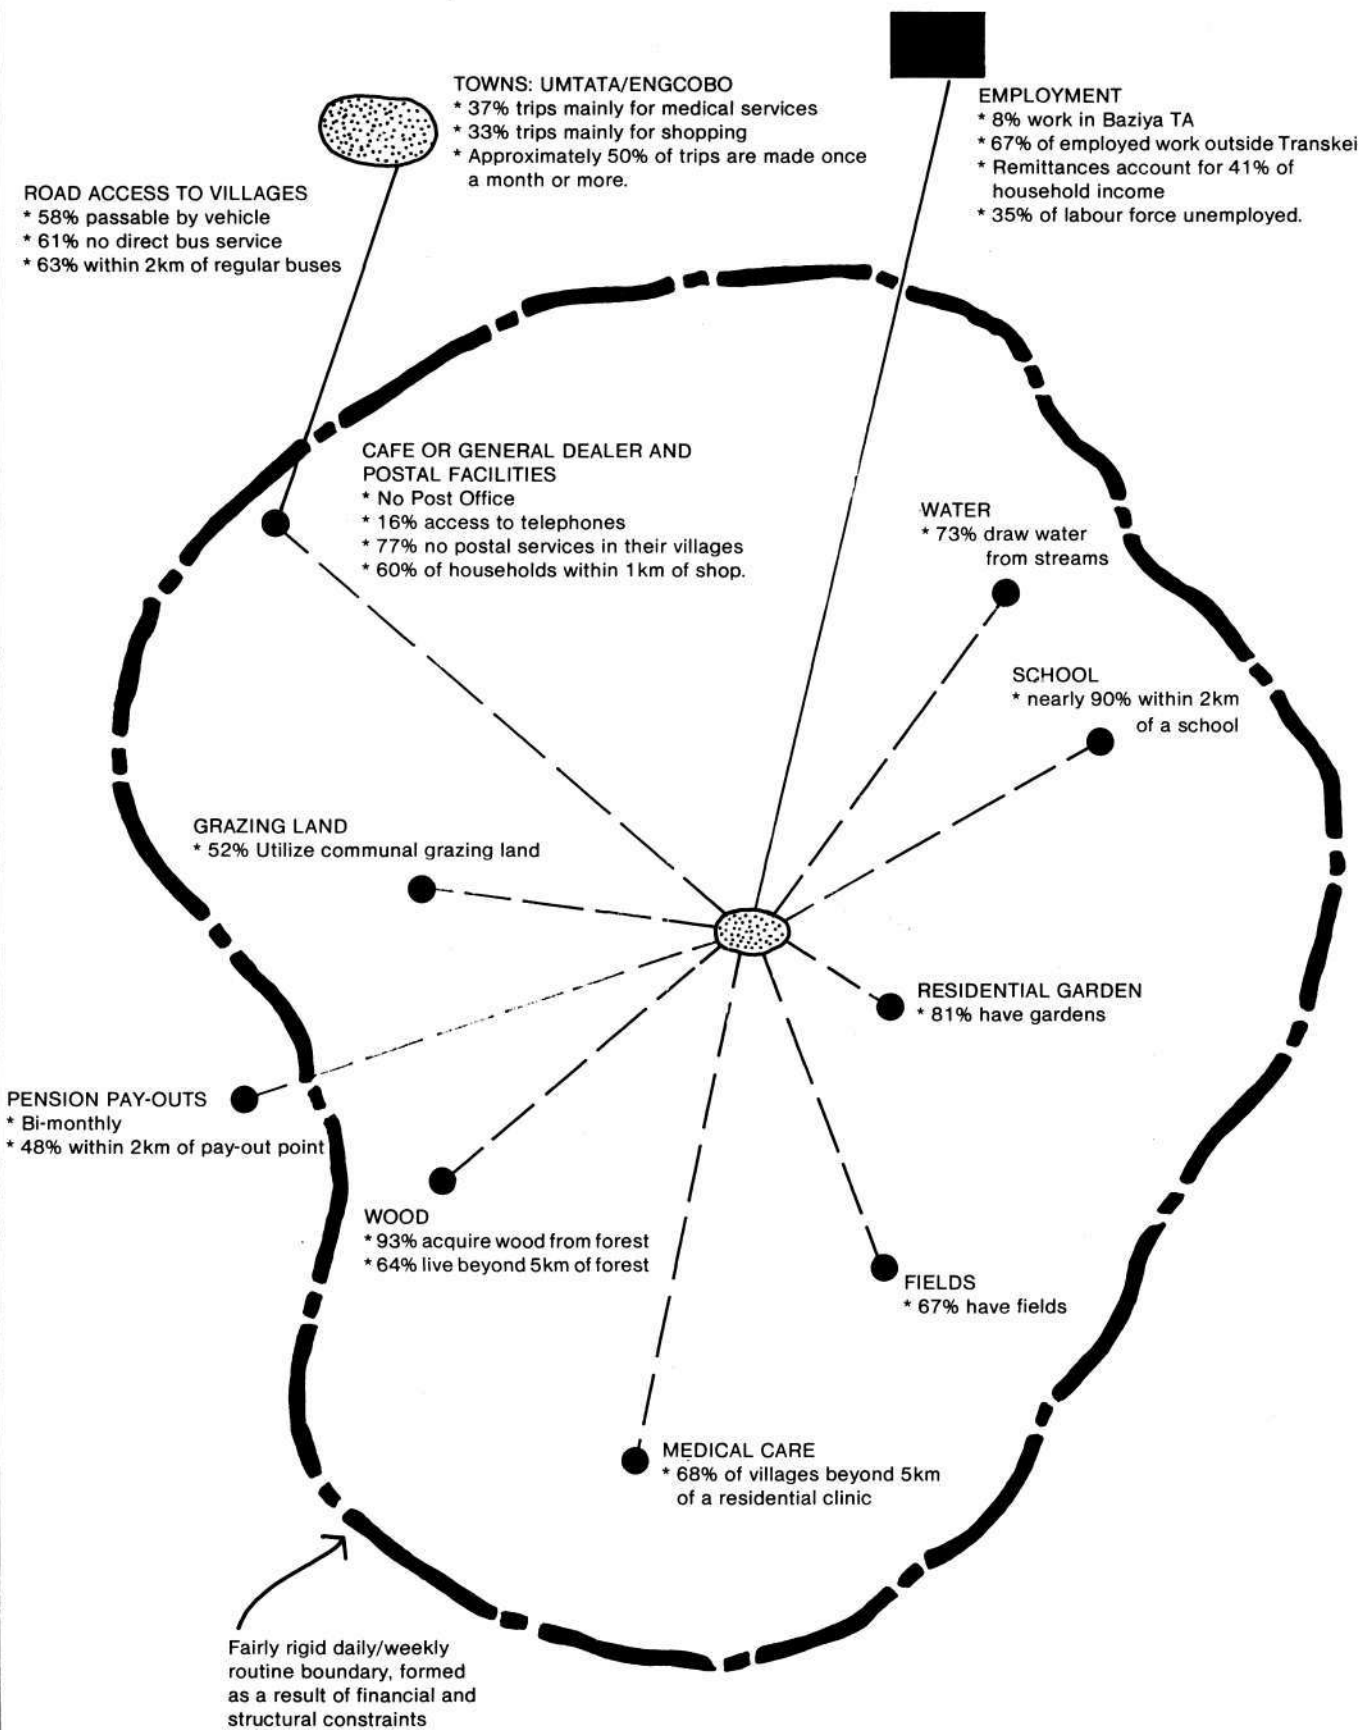 TOWNS: UMTATA/ENGCOBO
* 37% trips mainly for medical services
* 33% trips mainly for shopping
* Approximately 50% of trips are made once
a month or more.
EMPLOYMENT
* 8% work in Baziya TA
* 67% of employed work outside Transkei
* Remittances account for 41% of
household income
* 35% of labour force unemployed.
ROAD ACCESS TO VILLAGES
* 58% passable by vehicle
* 61% no direct bus service
* 63% within 2km of regular buses
CAFE OR GENERAL DEALER AND
POSTAL FACILITIES
* No Post Office
* 16% access to telephones
* 77% no postal services in their villages
* 60% of households within 1km of shop.
WATER
* 73% draw water
from streams
SCHOOL
* nearly 90% within 2km
of a school
GRAZING LAND
* 52% Utilize communal grazing land
RESIDENTIAL GARDEN
* 81% have gardens
PENSION PAY-OUTS
* Bi-monthly
* 48% within 2km of pay-out point
WOOD
* 93% acquire wood from forest
* 64% live beyond 5km of forest
FIELDS
* 67% have fields
MEDICAL CARE
* 68% of villages beyond 5km
of a residential clinic
Fairly rigid daily/weekly
routine boundary, formed
as a result of financial and
structural constraints